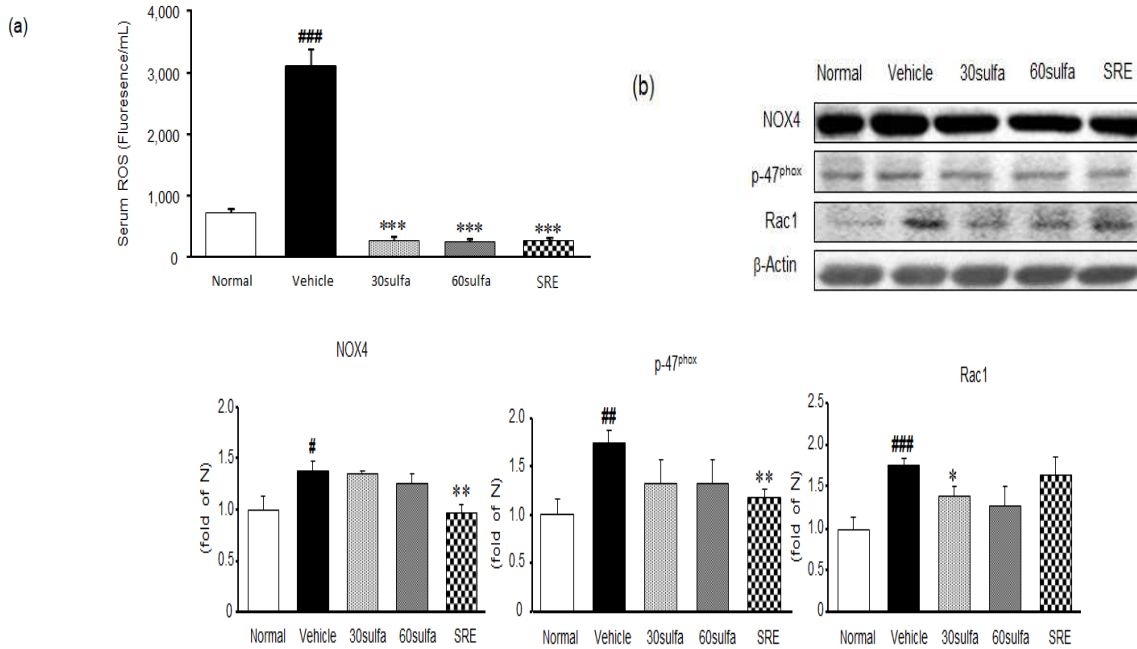 (a)
Serum ROS (Fluorescence/mL)
4,000
3,000
2,000
1,000
0
###
***
***
***
Normal Vehicle 30sulfa 60sulfa SRE
(b)
Normal Vehicle 30sulfa 60sulfa SRE
NOX4
p-47phox
Rac1
β-Actin
NOX4
(fold of N)
2.0
1.5
1.0
0.5
0
#
**
Normal Vehicle 30sulfa 60sulfa SRE
p-47phox
(fold of N)
2.0
1.5
1.0
0.5
0
##
**
Normal Vehicle 30sulfa 60sulfa SRE
Rac1
(fold of N)
2.5
2.0
1.5
1.0
0.5
0
###
*
Normal Vehicle 30sulfa 60sulfa SRE